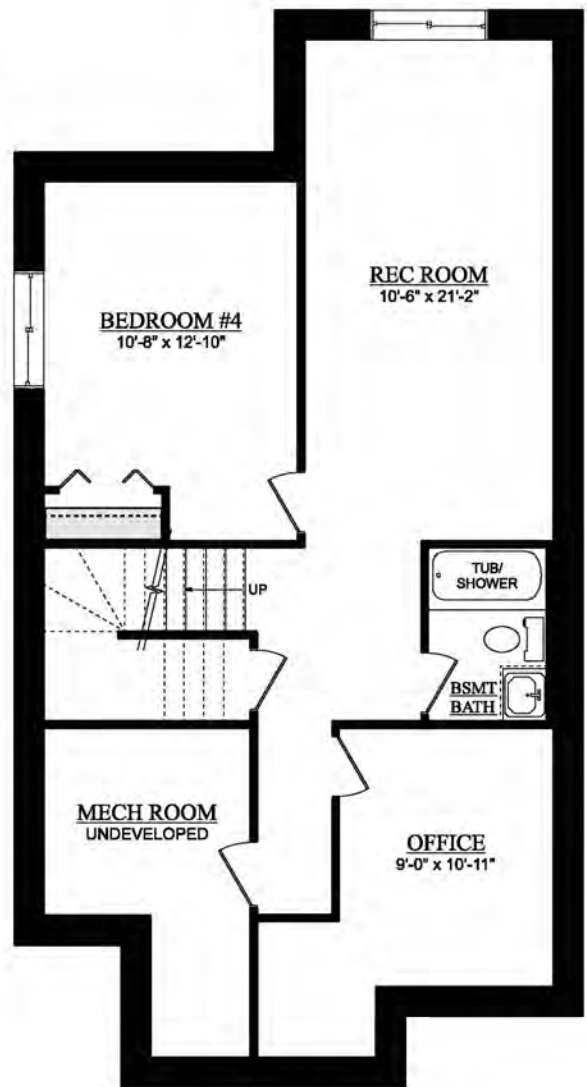 REC ROOM
10'-6" x 21'-2"
BEDROOM #4
10'-8" x 12'-10"
UP
TUB/
SHOWER
BSMT
BATH
MECH ROOM
UNDEVELOPED
OFFICE
9'-0" x 10'-11"